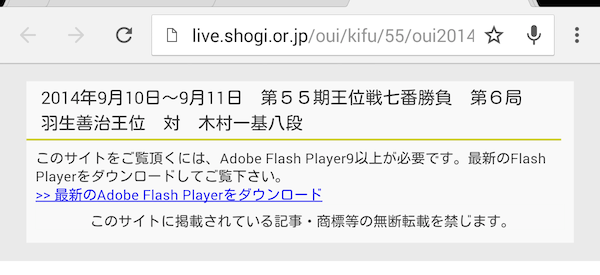 live.shogi.or.jp/oui/kifu/55/oui2014
2014年9月10日～9月11日　第５５期王位戦七番勝負　第６局
羽生善治王位　対　木村一基八段
このサイトをご覧頂くには、Adobe Flash Player9以上が必要です。最新のFlash
Playerをダウンロードしてご覧下さい。
>> 最新のAdobe Flash Playerをダウンロード
このサイトに掲載されている記事・商標等の無断転載を禁じます。